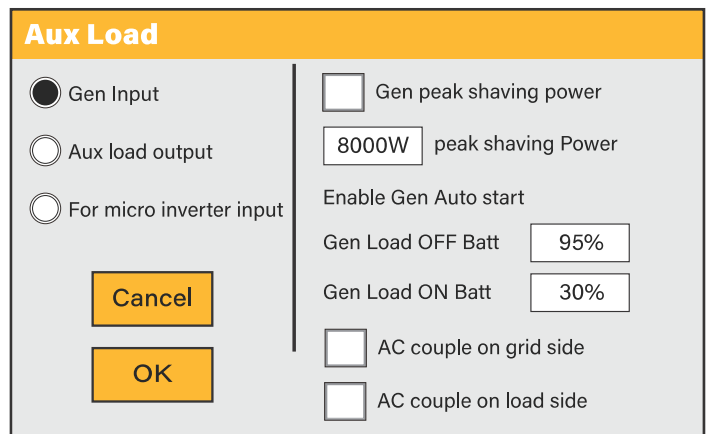 Aux Load
Gen Input
Aux load output
For micro inverter input
Cancel
OK
Gen peak shaving power
8000W peak shaving Power
Enable Gen Auto start
Gen Load OFF Batt 95%
Gen Load ON Batt 30%
AC couple on grid side
AC couple on load side